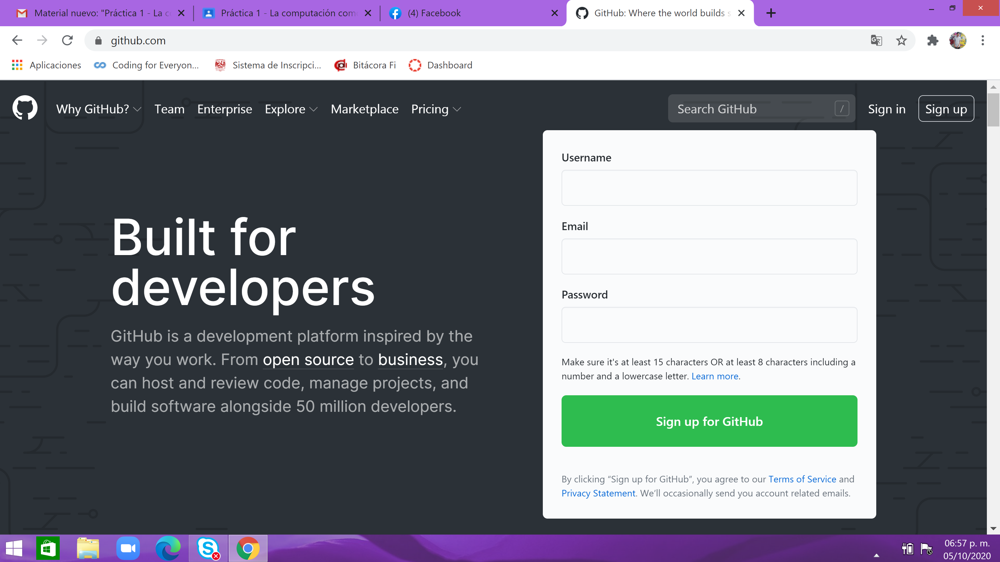 Material nuevo: "Práctica 1 - La c
Práctica 1 - La computación com
(4) Facebook
GitHub: Where the world builds s
github.com
Aplicaciones
Coding for Everyon...
Sistema de Inscripci...
Bitácora Fi
Dashboard
Why GitHub? Team Enterprise Explore Marketplace Pricing
Search GitHub /
Sign in
Sign up
Built for
developers
GitHub is a development platform inspired by the
way you work. From open source to business, you
can host and review code, manage projects, and
build software alongside 50 million developers.
Username
Email
Password
Make sure it's at least 15 characters OR at least 8 characters including a
number and a lowercase letter. Learn more.
Sign up for GitHub
By clicking “Sign up for GitHub”, you agree to our Terms of Service and
Privacy Statement. We’ll occasionally send you account related emails.
06:57 p. m.
05/10/2020